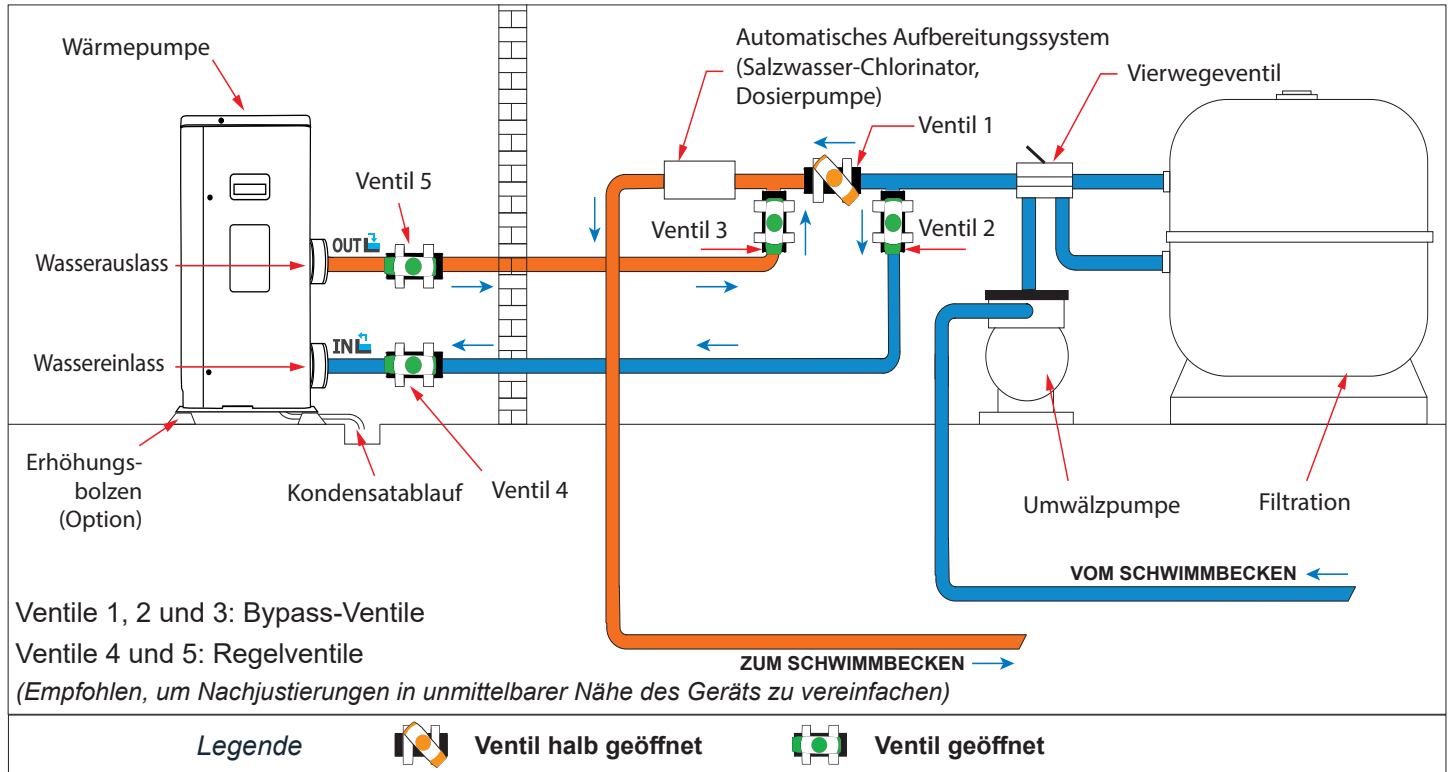 Wärmepumpe
Automatisches Aufbereitungssystem
(Salzwasser-Chlorinator,
Dosierpumpe)
Vierwegeventil
Ventil 1
Ventil 5
Ventil 3
Ventil 2
OUT
Wasserauslass
IN
Wassereinlass
Erhöhungs-
bolzen
(Option)
Kondensatablauf
Ventil 4
Umwälzpumpe
Filtration
VOM SCHWIMMBECKEN
Ventile 1, 2 und 3: Bypass-Ventile
Ventile 4 und 5: Regelventile
ZUM SCHWIMMBECKEN
(Empfohlen, um Nachjustierungen in unmittelbarer Nähe des Geräts zu vereinfachen)
Legende
Ventil halb geöffnet
Ventil geöffnet